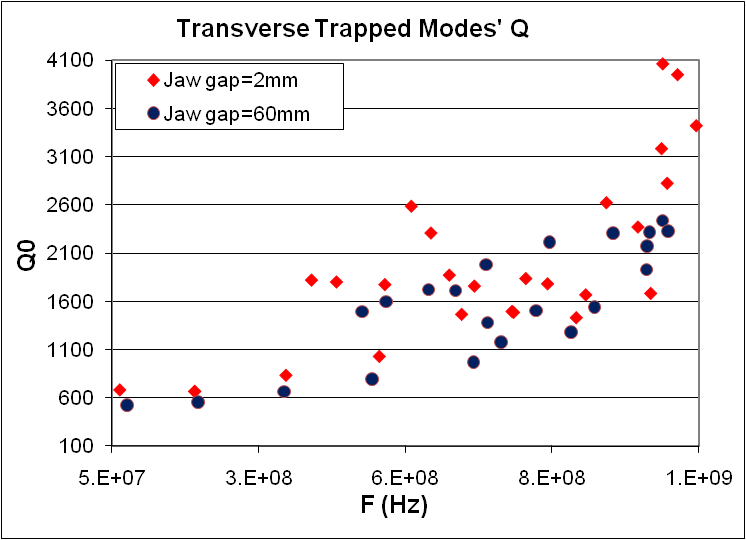 Transverse Trapped Modes' Q
4100
3600
3100
2600
2100
1600
1100
600
100
Q0
Jaw gap=2mm
Jaw gap=60mm
5.E+07 3.E+08 6.E+08 8.E+08 1.E+09
F (Hz)